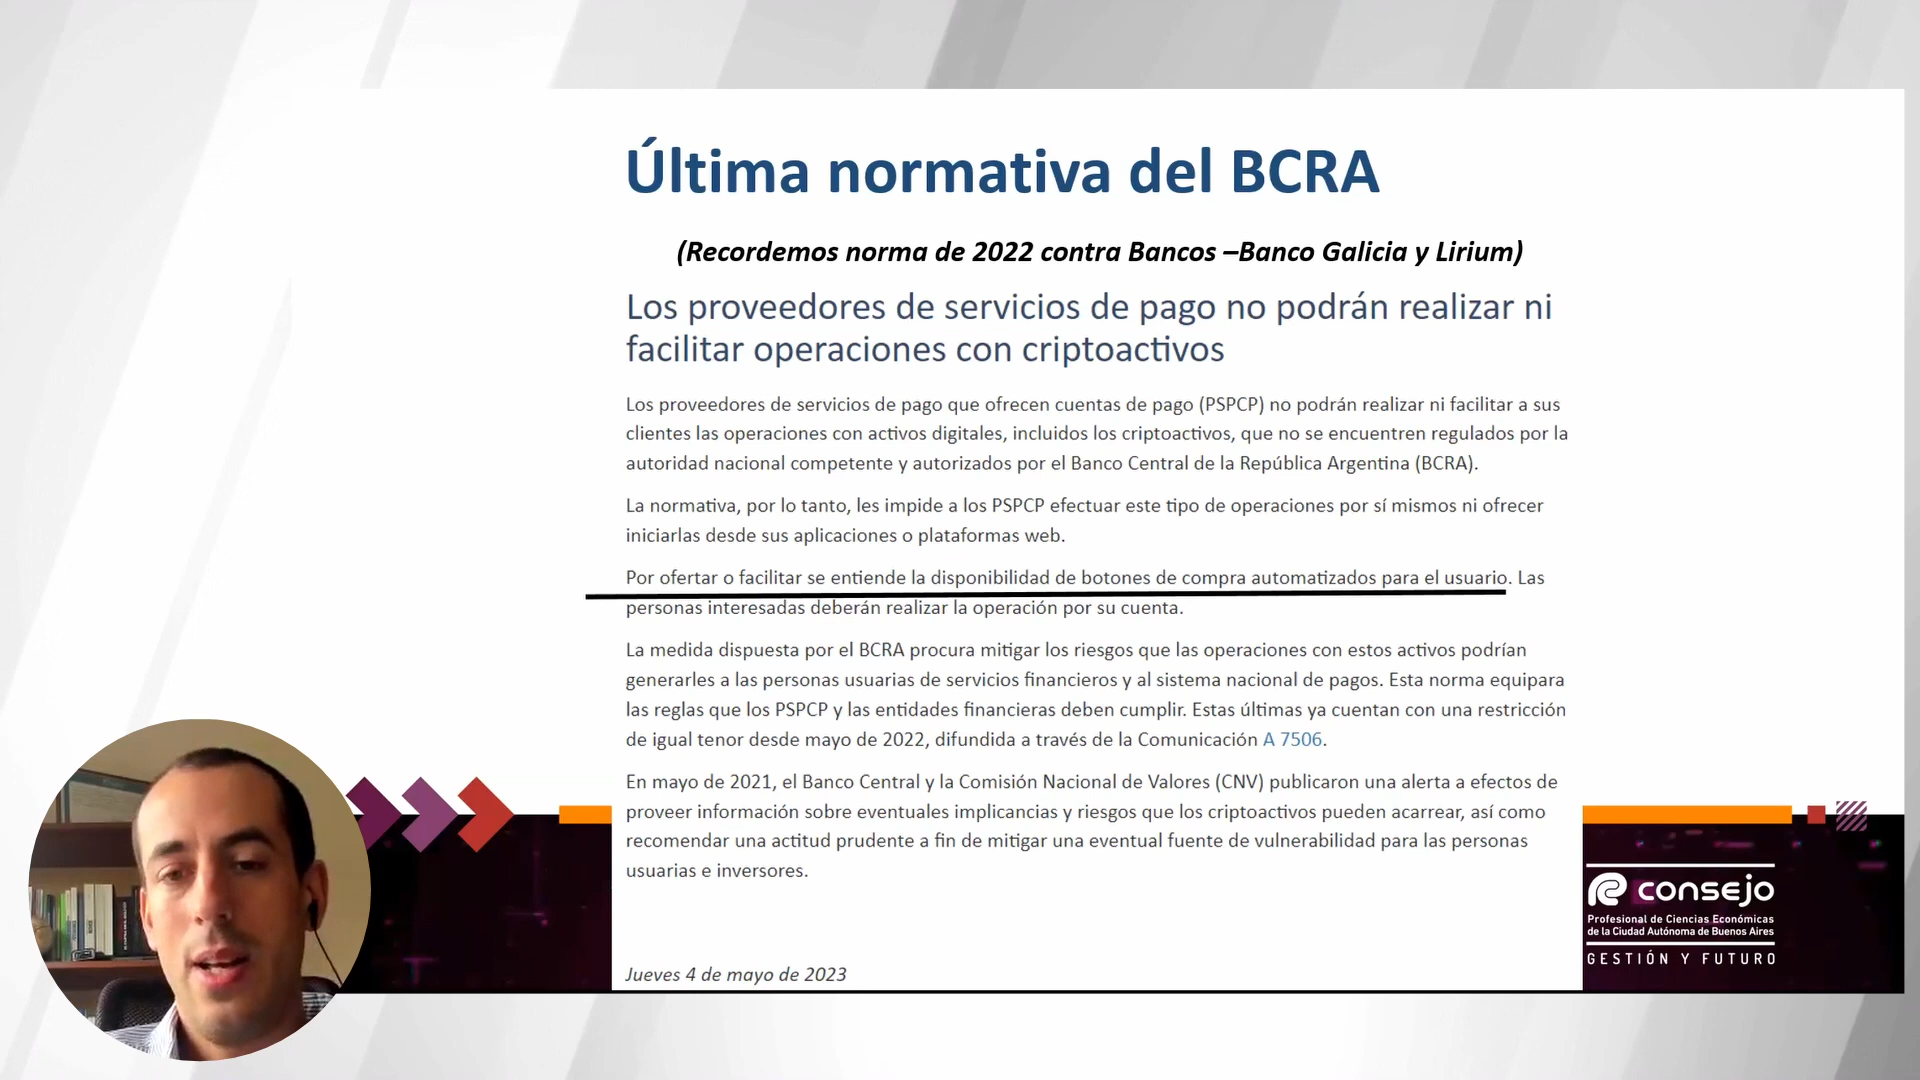 Última normativa del BCRA
(Recordemos norma de 2022 contra Bancos –Banco Galicia y Lirium)
Los proveedores de servicios de pago no podrán realizar ni
facilitar operaciones con criptoactivos
Los proveedores de servicios de pago que ofrecen cuentas de pago (PSPCP) no podrán realizar ni facilitar a sus
clientes las operaciones con activos digitales, incluidos los criptoactivos, que no se encuentren regulados por la
autoridad nacional competente y autorizados por el Banco Central de la República Argentina (BCRA).
La normativa, por lo tanto, les impide a los PSPCP efectuar este tipo de operaciones por sí mismos ni ofrecer
iniciarlas desde sus aplicaciones o plataformas web.
Por ofertar o facilitar se entiende la disponibilidad de botones de compra automatizados para el usuario. Las
personas interesadas deberán realizar la operación por su cuenta.
La medida dispuesta por el BCRA procura mitigar los riesgos que las operaciones con estos activos podrían
generarles a las personas usuarias de servicios financieros y al sistema nacional de pagos. Esta norma equipara
las reglas que los PSPCP y las entidades financieras deben cumplir. Estas últimas ya cuentan con una restricción
de igual tenor desde mayo de 2022, difundida a través de la Comunicación A 7506.
En mayo de 2021, el Banco Central y la Comisión Nacional de Valores (CNV) publicaron una alerta a efectos de
proveer información sobre eventuales implicancias y riesgos que los criptoactivos pueden acarrear, así como
recomendar una actitud prudente a fin de mitigar una eventual fuente de vulnerabilidad para las personas
usuarias e inversores.
Jueves 4 de mayo de 2023
consejo
Profesional de Ciencias Económicas
de la Ciudad Autónoma de Buenos Aires
GESTIÓN Y FUTURO